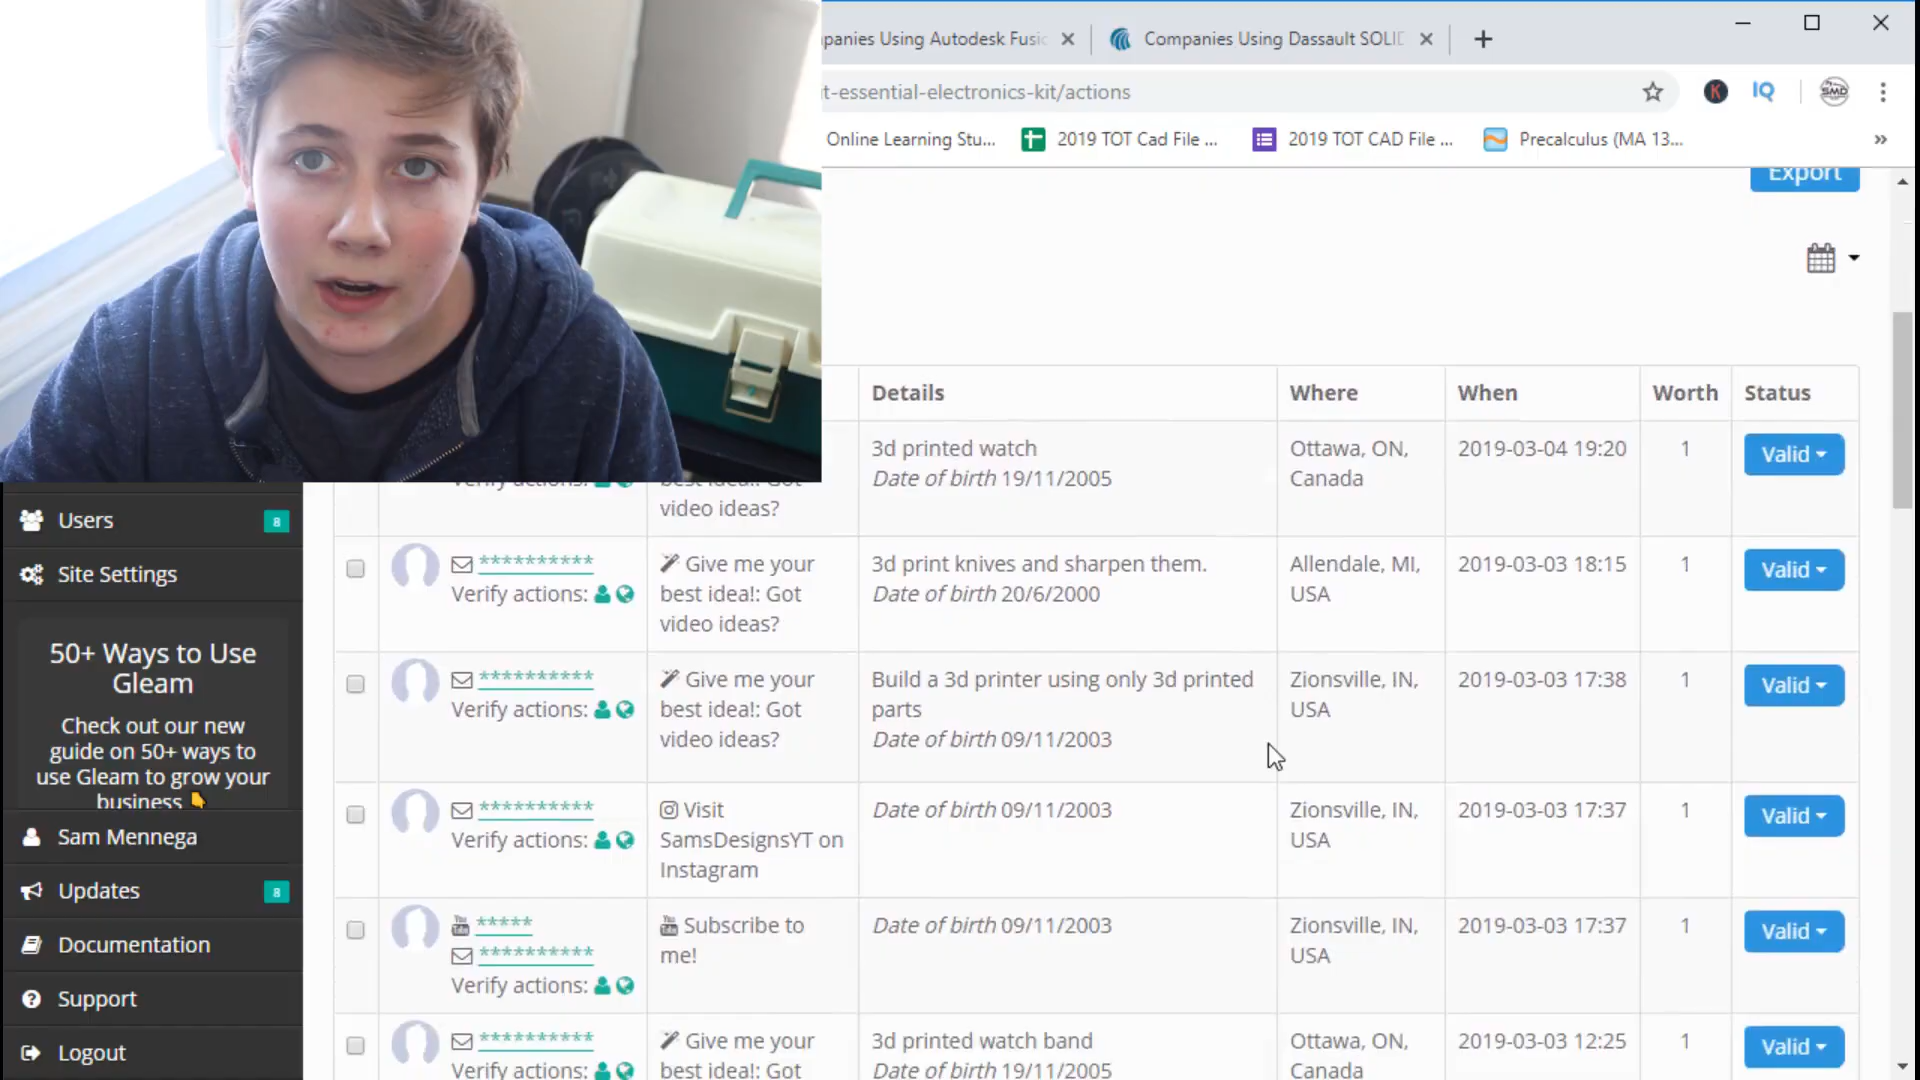 panies Using Autodesk Fusi
Companies Using Dassault SOLID
t-essential-electronics-kit/actions
K
IQ
SMD
Online Learning Stu...
2019 TOT Cad File ...
2019 TOT CAD File ...
Precalculus (MA 13...
»
Export
Details
Where
When
Worth
Status
3d printed watch
Date of birth 19/11/2005
Ottawa, ON,
Canada
2019-03-04 19:20
1
Valid
Verify actions:
best idea!: Got
video ideas?
**********
Verify actions:
Give me your
best idea!: Got
video ideas?
3d print knives and sharpen them.
Date of birth 20/6/2000
Allendale, MI,
USA
2019-03-03 18:15
1
Valid
**********
Verify actions:
Give me your
best idea!: Got
video ideas?
Build a 3d printer using only 3d printed
parts
Date of birth 09/11/2003
Zionsville, IN,
USA
2019-03-03 17:38
1
Valid
**********
Verify actions:
Visit
SamsDesignsYT on
Instagram
Date of birth 09/11/2003
Zionsville, IN,
USA
2019-03-03 17:37
1
Valid
*****
**********
Verify actions:
Subscribe to
me!
Date of birth 09/11/2003
Zionsville, IN,
USA
2019-03-03 17:37
1
Valid
**********
Verify actions:
Give me your
best idea!: Got
3d printed watch band
Date of birth 19/11/2005
Ottawa, ON,
Canada
2019-03-03 12:25
1
Valid
Users
8
Site Settings
50+ Ways to Use
Gleam
Check out our new
guide on 50+ ways to
use Gleam to grow your
business
Sam Mennega
Updates
8
Documentation
Support
Logout